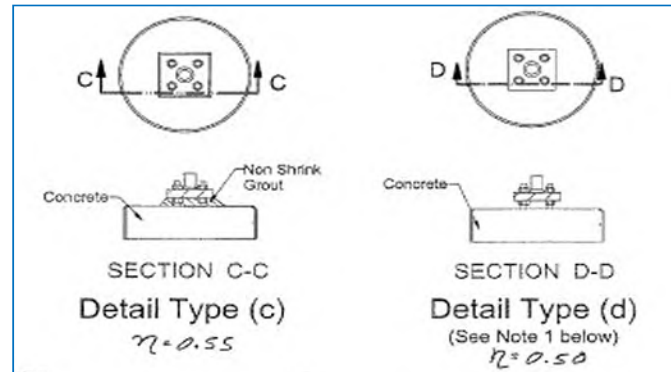 C C
D D
Non Shrink
Grout
Concrete
Concrete
SECTION C-C
Detail Type (c)
η=0.55
SECTION D-D
Detail Type (d)
(See Note 1 below)
η=0.50